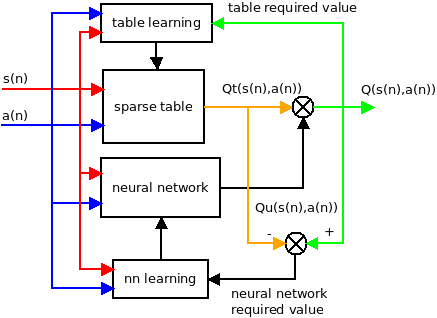 table required value
table learning
s(n)
Qt(s(n),a(n))
Q(s(n),a(n))
sparse table
a(n)
neural network
Qu(s(n),a(n))
- +
nn learning
neural network
required value